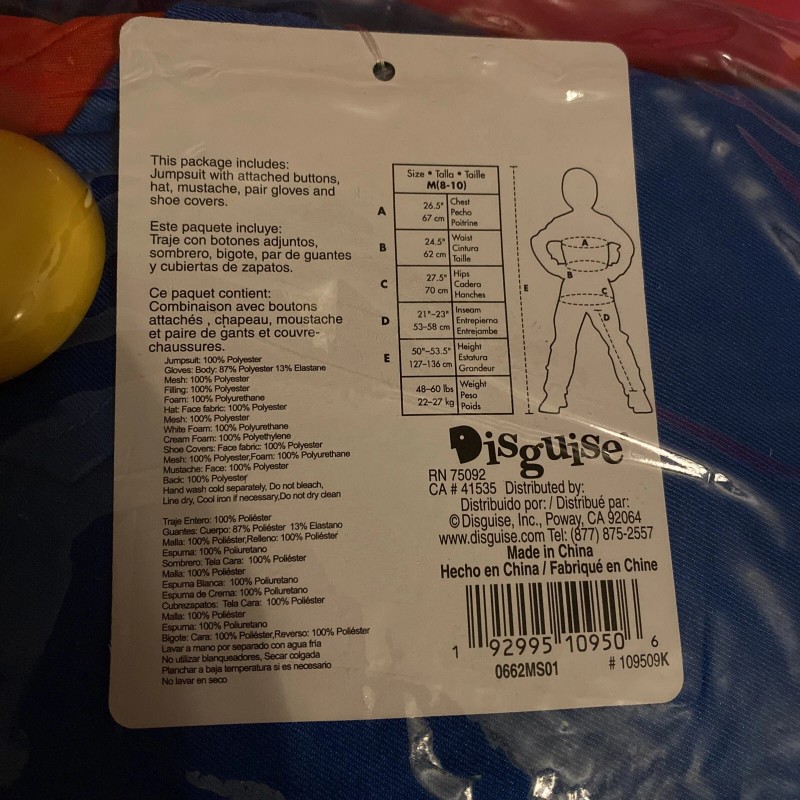 This package includes:
Jumpsuit with attached buttons,
hat, mustache, pair gloves and
shoe covers.
Este paquete incluye:
Traje con botones adjuntos,
sombrero, bigote, par de guantes
y cubiertas de zapatos.
Ce paquet contient:
Combinaison avec boutons
attachés , chapeau, moustache
et paire de gants et couvre-
chaussures.
Jumpsuit: 100% Polyester
Gloves: Body: 87% Polyester 13% Elastane
Mesh: 100% Polyester
Filling: 100% Polyester
Foam: 100% Polyurethane
Hat: Face fabric: 100% Polyester
Mesh: 100% Polyester
White Foam: 100% Polyurethane
Cream Foam: 100% Polyethylene
Shoe Covers: Face fabric: 100% Polyester
Mesh: 100% Polyester,Foam: 100% Polyurethane
Mustache: Face: 100% Polyester
Back: 100% Polyester
Hand wash cold separately, Do not bleach,
Line dry, Cool iron if necessary,Do not dry clean
Traje Entero: 100% Poliéster
Guantes: Cuerpo: 87% Poliéster 13% Elastano
Malla: 100% Poliéster,Relleno: 100% Poliéster
Espuma: 100% Poliuretano
Sombrero: Tela Cara: 100% Poliéster
Malla: 100% Poliéster
Espuma Blanca: 100% Poliuretano
Espuma de Crema: 100% Poliuretano
Cubrezapatos: Tela Cara: 100% Poliéster
Malla: 100% Poliéster
Espuma: 100% Poliuretano
Bigote: Cara: 100% Poliéster,Reverso: 100% Poliéster
Lavar a mano por separado con agua fria
No utilizar blanqueadores, Secar colgada
Planchar a baja temperatura si es necesario
No lavar en seco
Size • Talla • Taille
M(8-10)
A 26.5" 67 cm Chest Pecho Poitrine
B 24.5" 62 cm Waist Cintura Taille
C 27.5" 70 cm Hips Cadera Hanches
D 21"–23" 53–58 cm Inseam Entrepierna Entrejambe
E 50"–53.5" 127–136 cm Height Estatura Grandeur
48–60 lbs 22–27 kg Weight Peso Poids
E
A
B
C
D
Disguise
RN 75092
CA # 41535 Distributed by:
Distribuido por: / Distribué par:
© Disguise, Inc., Poway, CA 92064
www.disguise.com Tel: (877) 875-2557
Made in China
Hecho en China / Fabriqué en Chine
1 92995 10950 6
0662MS01 # 109509K